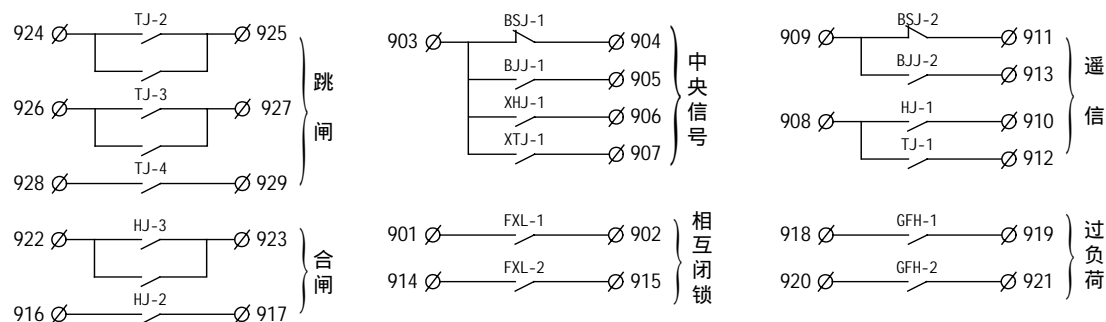 924 TJ-2 925
926 TJ-3 927
928 TJ-4 929
跳闸
922 HJ-3 923
916 HJ-2 917
合闸
903 BSJ-1 904
BJJ-1 905
XHJ-1 906
XTJ-1 907
中央信号
901 FXL-1 902
914 FXL-2 915
相互闭锁
909 BSJ-2 911
BJJ-2 913
908 HJ-1 910
TJ-1 912
遥信
918 GFH-1 919
920 GFH-2 921
过负荷